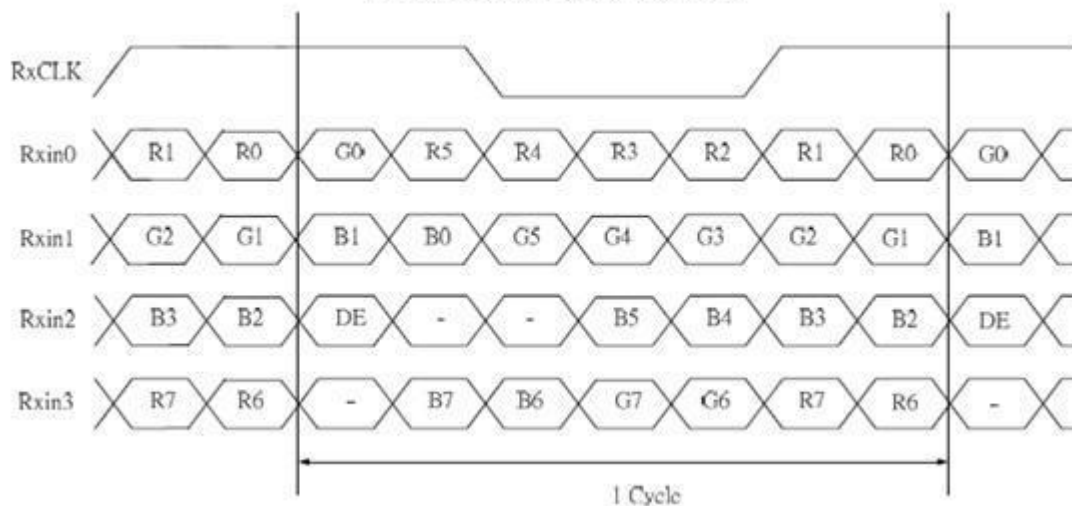 RxCLK
Rxin0 R1 R0 G0 R5 R4 R3 R2 R1 R0 G0
Rxin1 G2 G1 B1 B0 G5 G4 G3 G2 G1 B1
Rxin2 B3 B2 DE - - B5 B4 B3 B2 DE
Rxin3 R7 R6 - B7 B6 G7 G6 R7 R6 -
1 Cycle